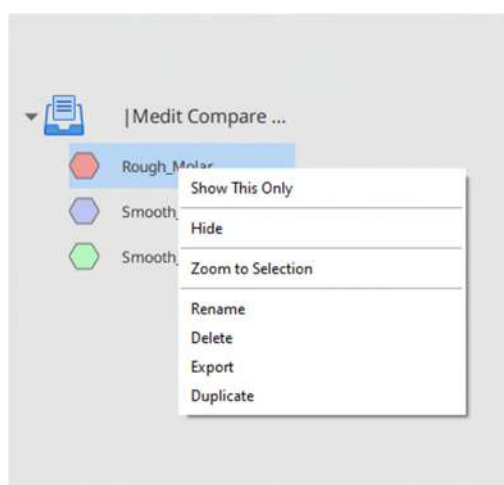 |Medit Compare ...
Rough_Molar
Show This Only
Smooth_
Hide
Smooth_
Zoom to Selection
Rename
Delete
Export
Duplicate